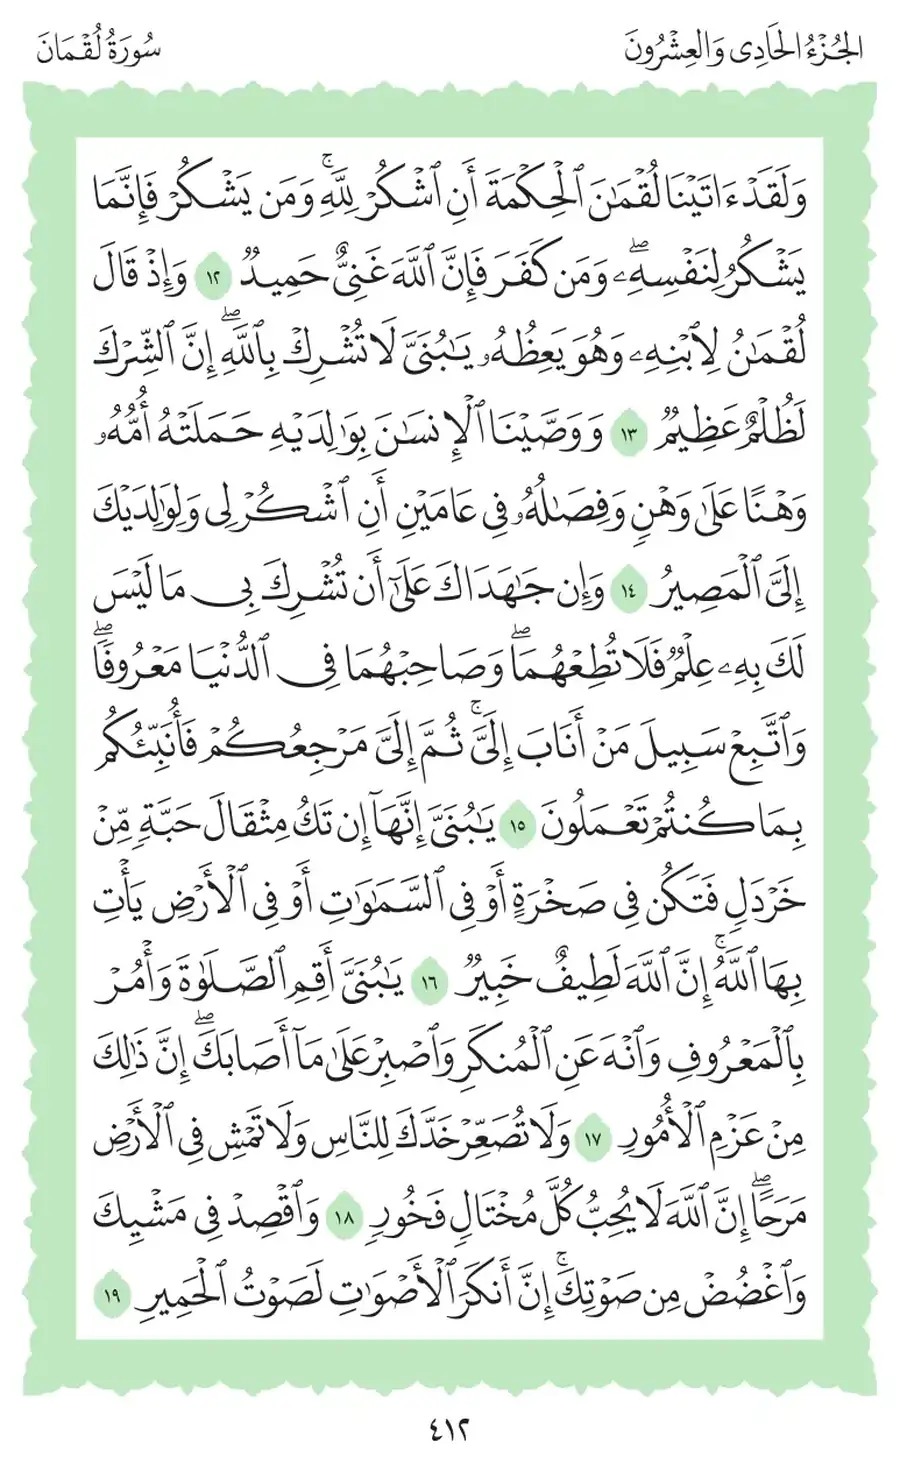 الجُزْءُ الحَادِى وَالعِشْرُونَ
سُورَةُ لُقْمَانَ
وَلَقَدْ ءَاتَيْنَا لُقْمَـٰنَ ٱلْحِكْمَةَ أَنِ ٱشْكُرْ لِلَّهِۚ وَمَن يَشْكُرْ فَإِنَّمَا
يَشْكُرُ لِنَفْسِهِۦۖ وَمَن كَفَرَ فَإِنَّ ٱللَّهَ غَنِىٌّ حَمِيدٌ ١٢ وَإِذْ قَالَ
لُقْمَـٰنُ لِٱبْنِهِۦ وَهُوَ يَعِظُهُۥ يَـٰبُنَىَّ لَا تُشْرِكْ بِٱللَّهِۖ إِنَّ ٱلشِّرْكَ
لَظُلْمٌ عَظِيمٌ ١٣ وَوَصَّيْنَا ٱلْإِنسَـٰنَ بِوَٰلِدَيْهِ حَمَلَتْهُ أُمُّهُۥ
وَهْنًا عَلَىٰ وَهْنٍ وَفِصَـٰلُهُۥ فِى عَامَيْنِ أَنِ ٱشْكُرْ لِى وَلِوَٰلِدَيْكَ
إِلَىَّ ٱلْمَصِيرُ ١٤ وَإِن جَـٰهَدَاكَ عَلَىٰٓ أَن تُشْرِكَ بِى مَا لَيْسَ
لَكَ بِهِۦ عِلْمٌ فَلَا تُطِعْهُمَاۖ وَصَاحِبْهُمَا فِى ٱلدُّنْيَا مَعْرُوفًاۖ
وَٱتَّبِعْ سَبِيلَ مَنْ أَنَابَ إِلَىَّۚ ثُمَّ إِلَىَّ مَرْجِعُكُمْ فَأُنَبِّئُكُم
بِمَا كُنتُمْ تَعْمَلُونَ ١٥ يَـٰبُنَىَّ إِنَّهَآ إِن تَكُ مِثْقَالَ حَبَّةٍ مِّنْ
خَرْدَلٍ فَتَكُن فِى صَخْرَةٍ أَوْ فِى ٱلسَّمَـٰوَٰتِ أَوْ فِى ٱلْأَرْضِ يَأْتِ
بِهَا ٱللَّهُۚ إِنَّ ٱللَّهَ لَطِيفٌ خَبِيرٌ ١٦ يَـٰبُنَىَّ أَقِمِ ٱلصَّلَوٰةَ وَأْمُرْ
بِٱلْمَعْرُوفِ وَٱنْهَ عَنِ ٱلْمُنكَرِ وَٱصْبِرْ عَلَىٰ مَآ أَصَابَكَۖ إِنَّ ذَٰلِكَ
مِنْ عَزْمِ ٱلْأُمُورِ ١٧ وَلَا تُصَعِّرْ خَدَّكَ لِلنَّاسِ وَلَا تَمْشِ فِى ٱلْأَرْضِ
مَرَحًاۖ إِنَّ ٱللَّهَ لَا يُحِبُّ كُلَّ مُخْتَالٍ فَخُورٍ ١٨ وَٱقْصِدْ فِى مَشْيِكَ
وَٱغْضُضْ مِن صَوْتِكَۚ إِنَّ أَنكَرَ ٱلْأَصْوَٰتِ لَصَوْتُ ٱلْحَمِيرِ ١٩
٤١٢